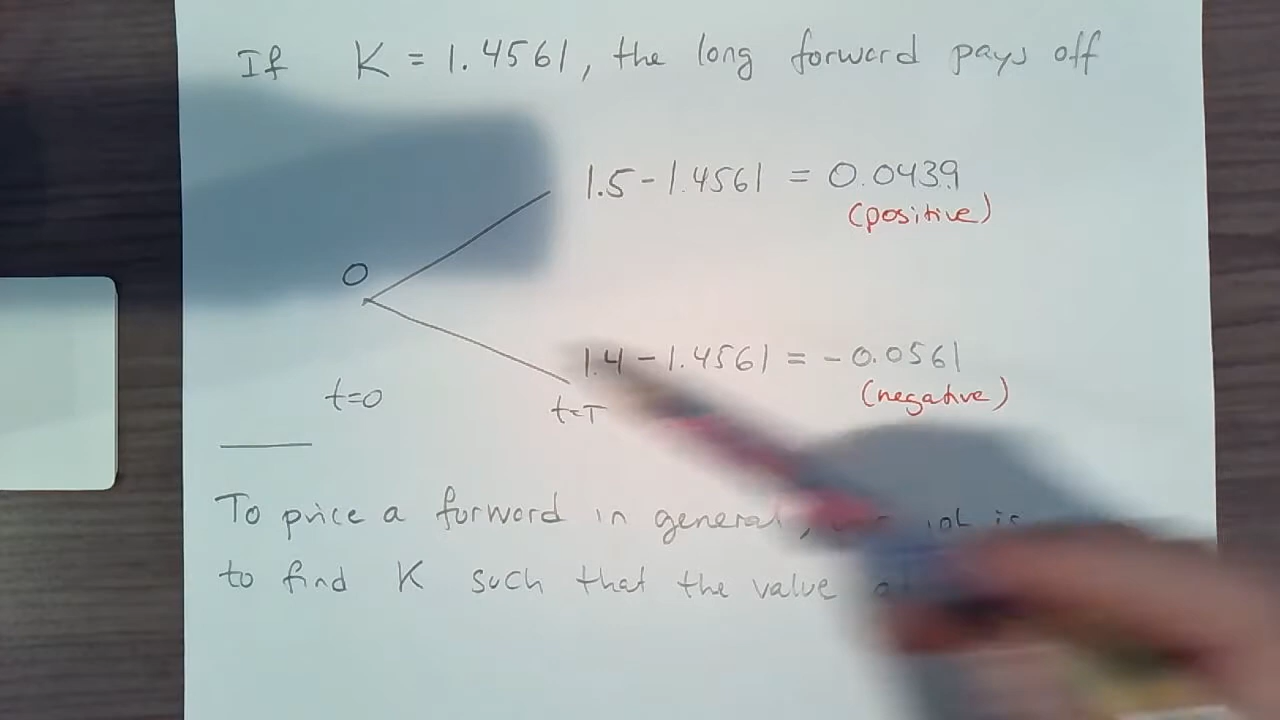 If K = 1.4561, the long forward pays off
1.5 - 1.4561 = 0.0439
(positive)
0
1.4 - 1.4561 = -0.0561
(negative)
t=0
t=T
To price a forward in general, is
to find K such that the value